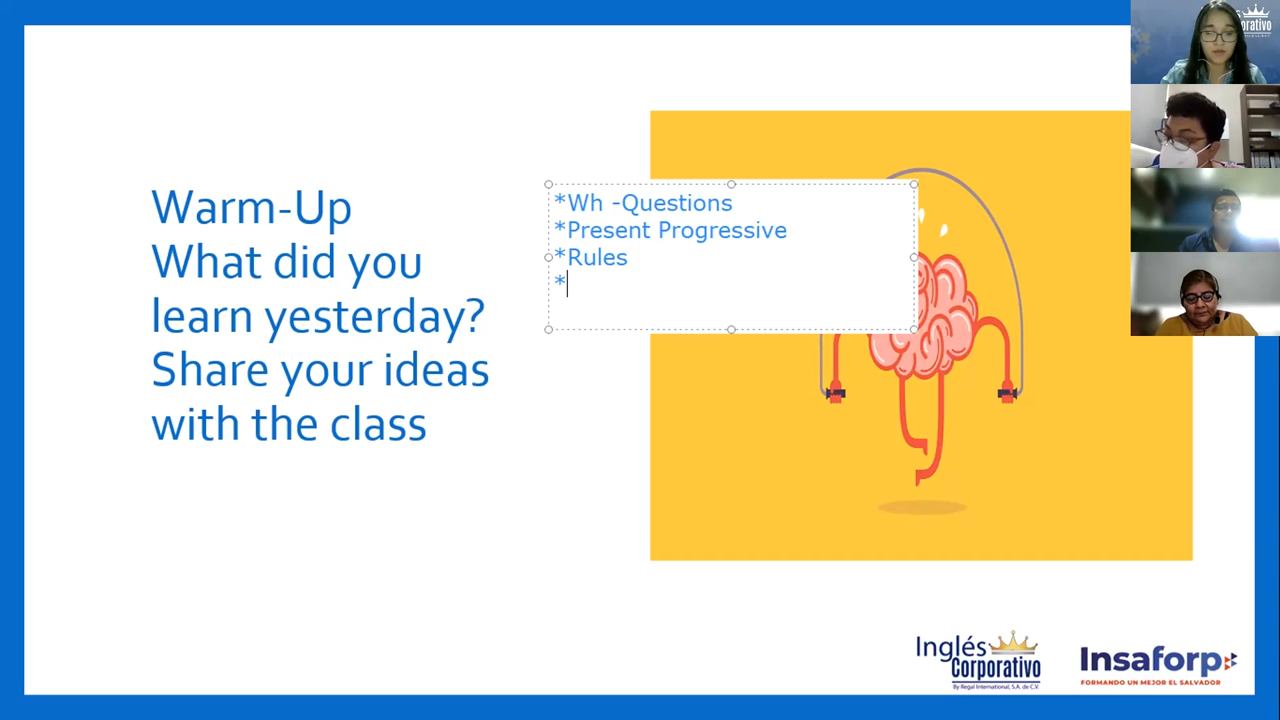 Warm-Up
What did you
learn yesterday?
Share your ideas
with the class
*Wh -Questions
*Present Progressive
*Rules
*
Inglés
Corporativo
By Regal International, S.A. de C.V.
Insaforp
FORMANDO UN MEJOR EL SALVADOR